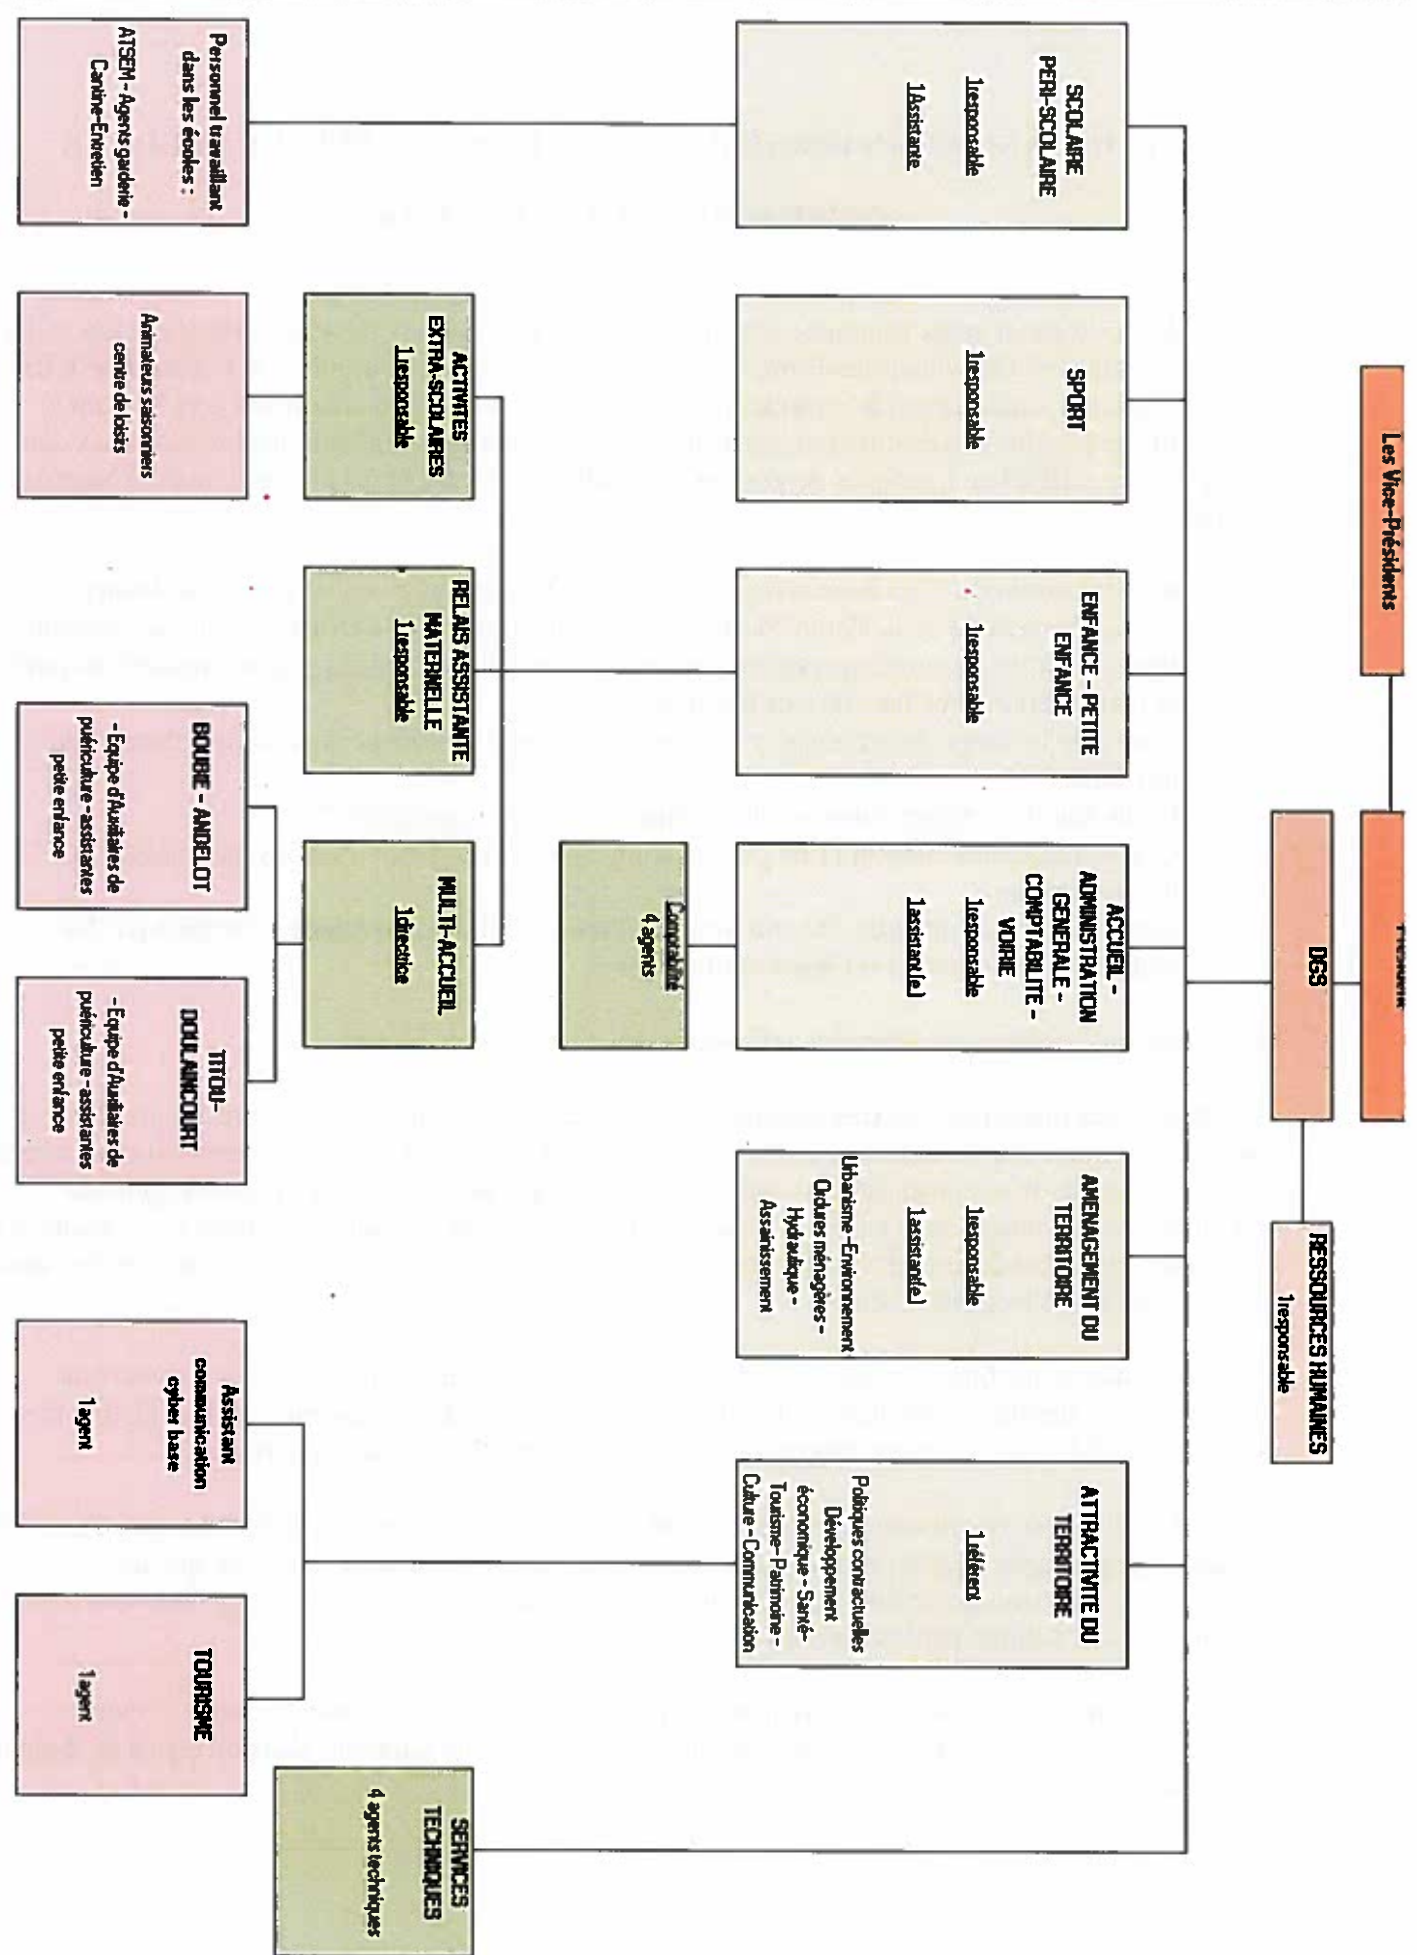 Président
Les Vice-Présidents
DGS
RESSOURCES HUMAINES
1 responsable
SCOLAIRE
PERI-SCOLAIRE
1 responsable
1 Assistante
SPORT
1 responsable
ENFANCE - PETITE
ENFANCE
1 responsable
ACCUEIL -
ADMINISTRATION
GENERALE -
COMPTABILITE -
VOIRIE
1 responsable
1 assistant(e)
AMENAGEMENT DU
TERRITOIRE
1 responsable
1 assistant(e)
Urbanisme - Environnement
Ordures ménagères -
Hydraulique -
Assainissement
ATTRACTIVITE DU
TERRITOIRE
1 référent
Politiques contractuelles
Développement
économique - Santé-
Tourisme- Patrimoine -
Culture - Communication
Comptabilité
4 agents
ACTIVITES
EXTRA-SCOLAIRES
1 responsable
RELAIS ASSISTANTE
MATERNELLE
1 responsable
MULTI-ACCUEIL
1 directrice
SERVICES
TECHNIQUES
4 agents techniques
Personnel travaillant
dans les écoles :
ATSEM - Agents garderie -
Cantine-Entretien
Animateurs saisonniers
centre de loisirs
- ANDELOT
- Equipe d'Auxiliaires de
puériculture - assistantes
petite enfance
TITOU-
DOULAINCOURT
- Equipe d'Auxiliaires de
puériculture - assistantes
petite enfance
Assistant
communication
cyber base
1 agent
TOURISME
1 agent